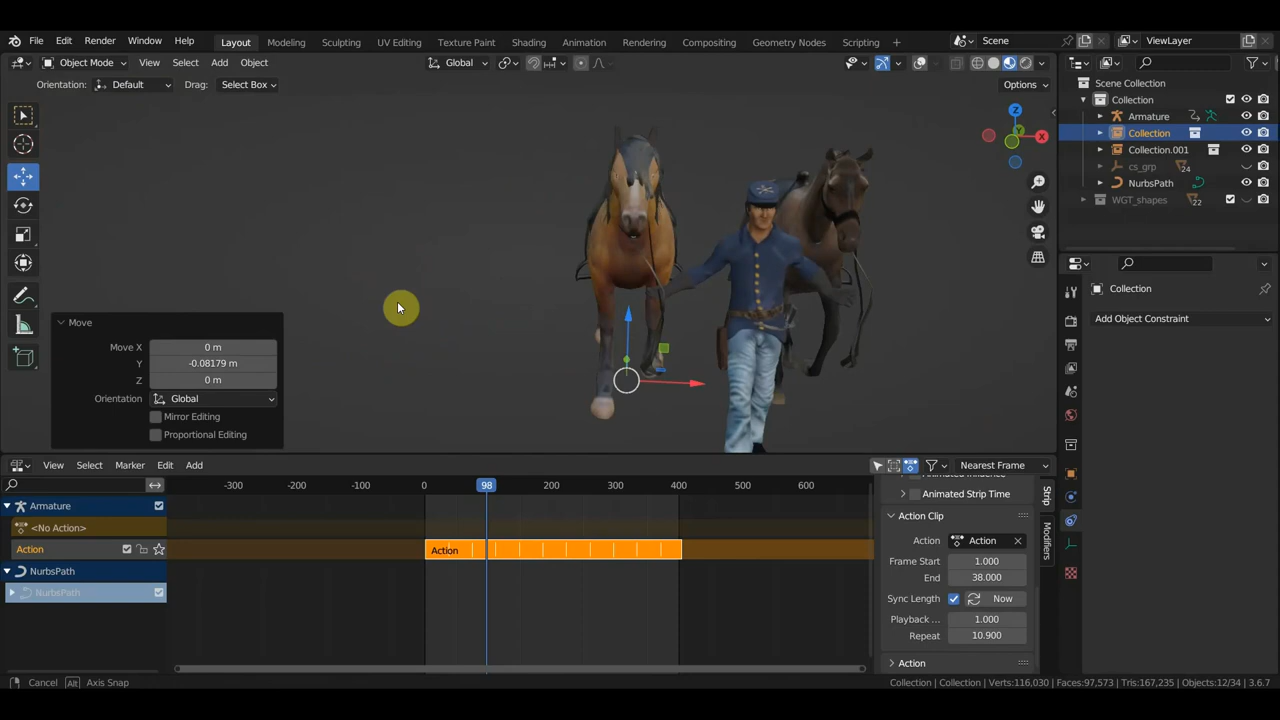 File Edit Render Window Help Layout Modeling Sculpting UV Editing Texture Paint Shading Animation Rendering Compositing Geometry Nodes Scripting + Scene ViewLayer
Object Mode View Select Add Object Global Options
Orientation: Default Drag: Select Box
Z
X
Y
Scene Collection
Collection
Armature
Collection
Collection.001
cs_grp 24
NurbsPath
WGT_shapes 22
Collection
Add Object Constraint
Move
Move X 0 m
Y -0.08179 m
Z 0 m
Orientation Global
Mirror Editing
Proportional Editing
View Select Marker Edit Add Nearest Frame
-300 -200 -100 0 98 200 300 400 600
Armature
<No Action>
Action
Action
NurbsPath
NurbsPath
Animated Influence
Animated Strip Time
Action Clip
Action Action
Frame Start 1.000
End 38.000
Sync Length Now
Playback ... 1.000
Repeat 10.900
Action
Strip
Modifiers
Cancel Alt Axis Snap
Collection | Collection | Verts:116,030 | Faces:97,573 | Tris:167,235 | Objects:12/34 | 3.6.7